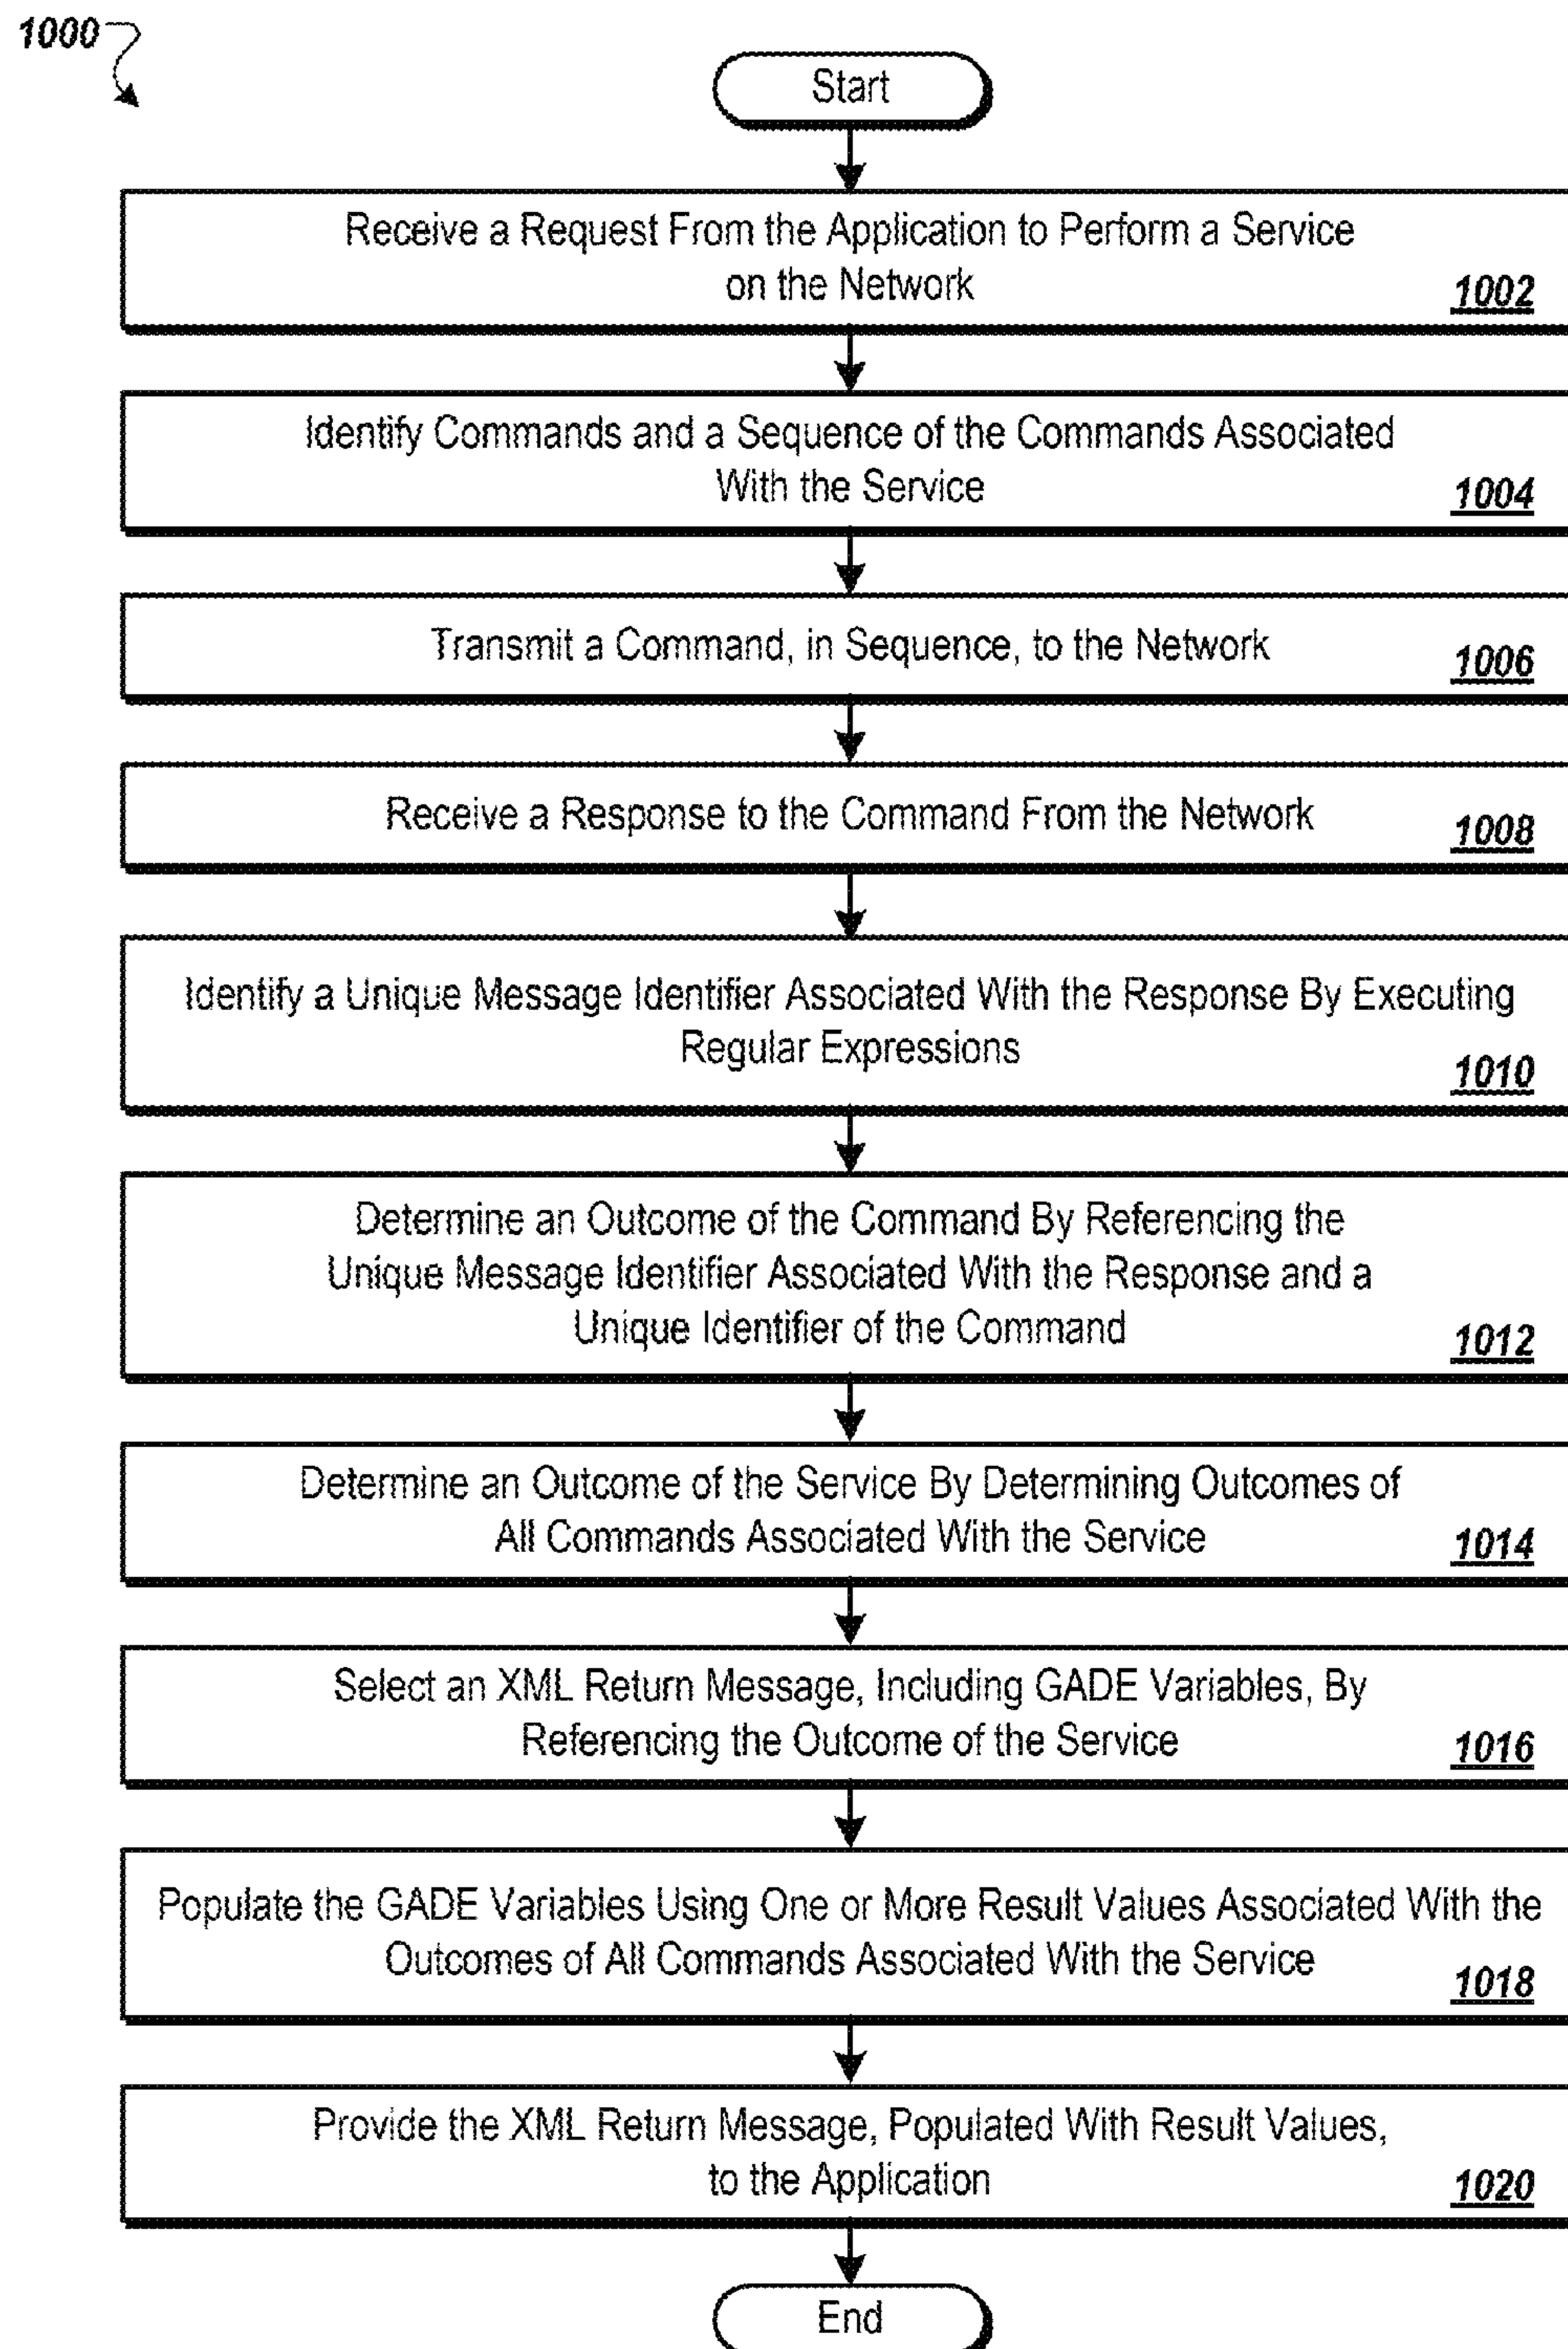 1000
Start
Receive a Request From the Application to Perform a Service
on the Network
1002
Identify Commands and a Sequence of the Commands Associated
With the Service
1004
Transmit a Command, in Sequence, to the Network
1006
Receive a Response to the Command From the Network
1008
Identify a Unique Message Identifier Associated With the Response By Executing
Regular Expressions
1010
Determine an Outcome of the Command By Referencing the
Unique Message Identifier Associated With the Response and a
Unique Identifier of the Command
1012
Determine an Outcome of the Service By Determining Outcomes of
All Commands Associated With the Service
1014
Select an XML Return Message, Including GADE Variables, By
Referencing the Outcome of the Service
1016
Populate the GADE Variables Using One or More Result Values Associated With the
Outcomes of All Commands Associated With the Service
1018
Provide the XML Return Message, Populated With Result Values,
to the Application
1020
End